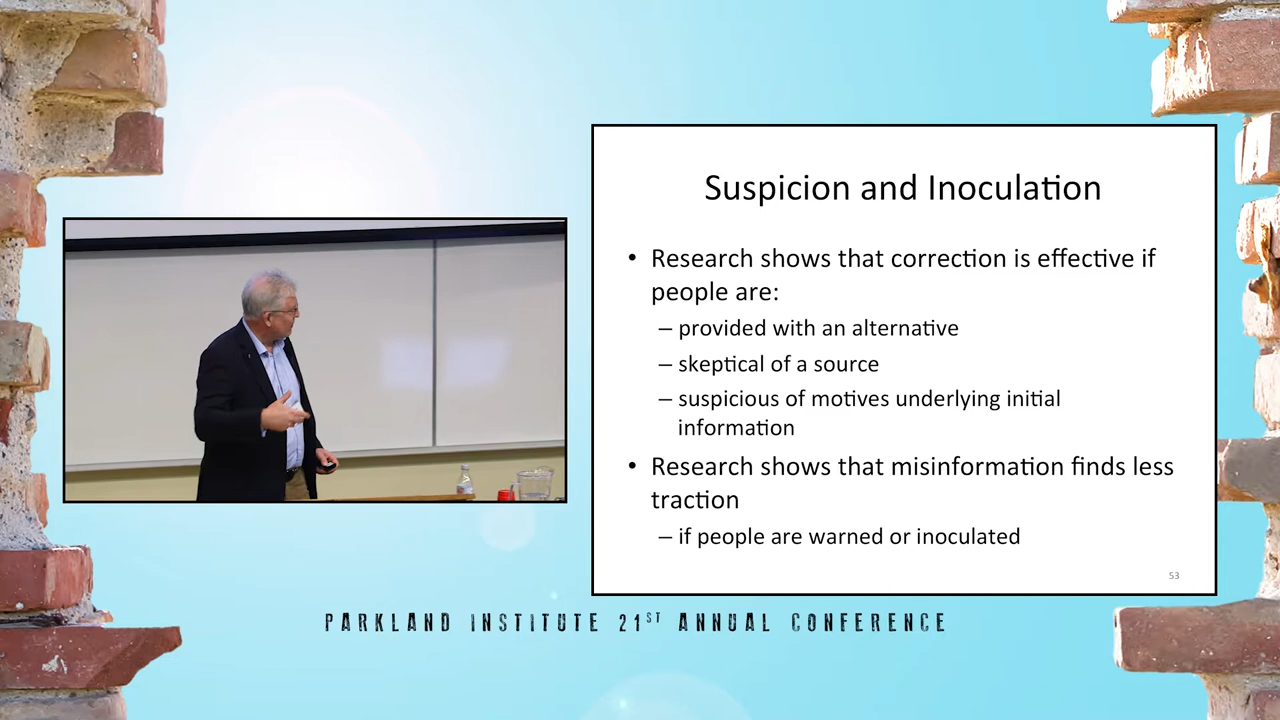 Suspicion and Inoculation
• Research shows that correction is effective if
people are:
– provided with an alternative
– skeptical of a source
– suspicious of motives underlying initial
information
• Research shows that misinformation finds less
traction
– if people are warned or inoculated
53
PARKLAND INSTITUTE 21ST ANNUAL CONFERENCE